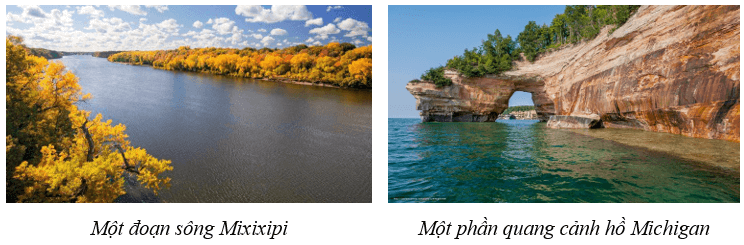 Một đoạn sông Mixixipi
Một phần quang cảnh hồ Michigan